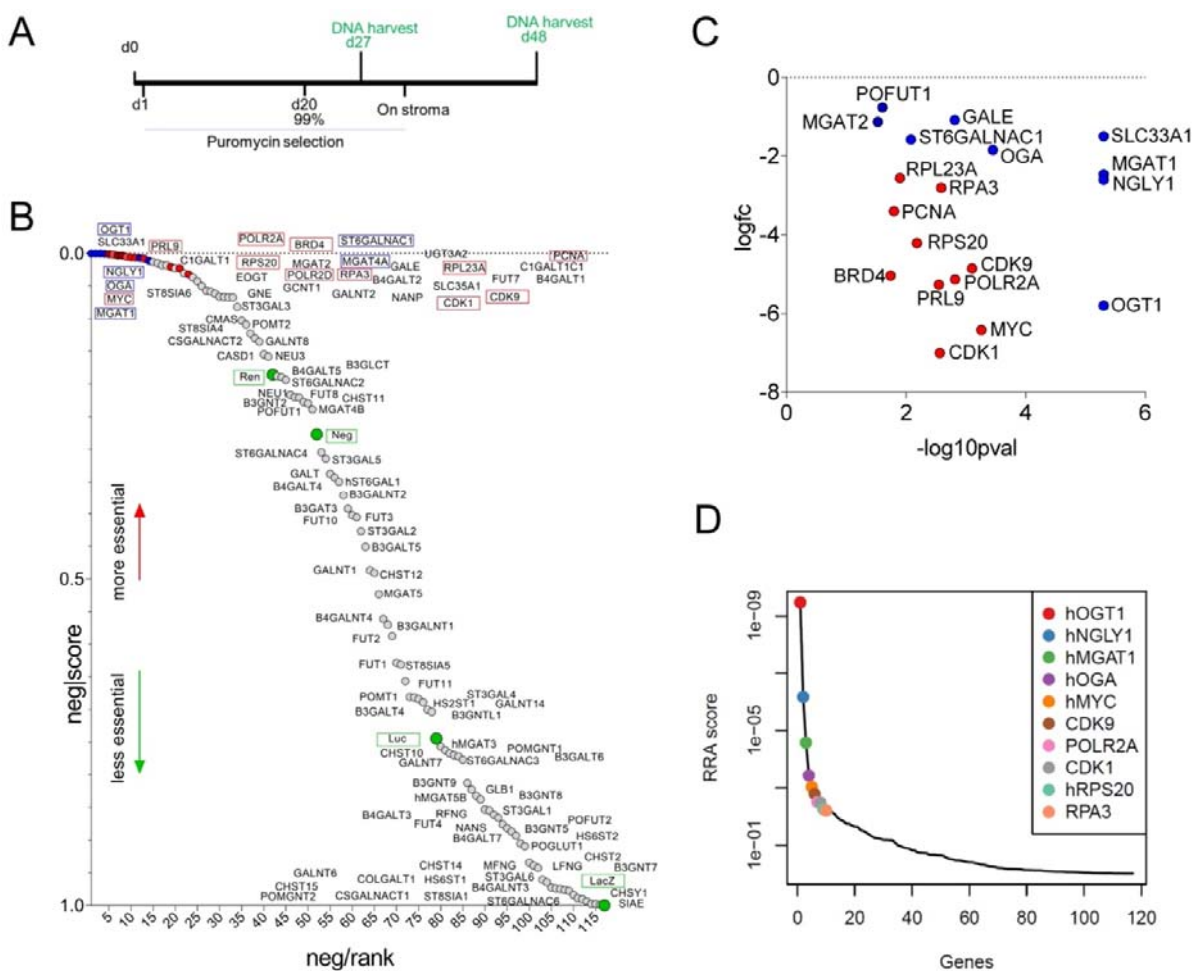 A
d0
d1
d20
99%
DNA harvest
d27
DNA harvest
d48
On stroma
Puromycin selection
B
neg|score
more essential
less essential
0.0
0.5
1.0
OGT1
SLC33A1
PRL9
POLR2A
BRD4
ST6GALNAC1
UGT3A2
PCNA
C1GALT1
RPS20
MGAT2
MGAT4A
GALE
RPL23A
C1GALT1C1
NGLY1
EOGT
POLR2D
RPA3
B4GALT2
FUT7
B4GALT1
OGA
GCNT1
SLC35A1
MYC
ST8SIA6
GNE
GALNT2
NANP
CDK1
CDK9
MGAT1
ST3GAL3
CMAS
POMT2
ST8SIA4
CSGALNACT2
GALNT8
CASD1
NEU3
B3GLCT
Ren
B4GALT5
ST6GALNAC2
NEU1
FUT8
CHST11
B3GNT2
POFUT1
MGAT4B
Neg
ST6GALNAC4
ST3GAL5
GALT
hST6GAL1
B4GALT4
B3GALNT2
B3GAT3
FUT10
FUT3
ST3GAL2
B3GALT5
GALNT1
CHST12
MGAT5
B4GALNT4
B3GALNT1
FUT2
FUT1
ST8SIA5
FUT11
POMT1
HS2ST1
ST3GAL4
GALNT14
B3GALT4
B3GNTL1
Luc
hMGAT3
CHST10
POMGNT1
B3GALT6
GALNT7
ST6GALNAC3
B3GNT9
GLB1
B3GNT8
hMGAT5B
B4GALT3
RFNG
ST3GAL1
POFUT2
FUT4
NANS
B3GNT5
HS6ST2
B4GALT7
POGLUT1
CHST2
CHST14
MFNG
LFNG
B3GNT7
GALNT6
COLGALT1
HS6ST1
ST3GAL6
LacZ
CHST15
B4GALNT3
CHSY1
POMGNT2
CSGALNACT1
ST8SIA1
ST6GALNAC6
SIAE
5 10 15 20 25 30 35 40 45 50 55 60 65 70 75 80 85 90 95 100 105 110 115
neg/rank
C
logfc
0
-2
-4
-6
-8
POFUT1
MGAT2
GALE
ST6GALNAC1
SLC33A1
OGA
MGAT1
NGLY1
RPL23A
RPA3
PCNA
RPS20
CDK9
BRD4
POLR2A
PRL9
OGT1
MYC
CDK1
0 2 4 6
-log10pval
D
RRA score
1e-09
1e-05
1e-01
hOGT1
hNGLY1
hMGAT1
hOGA
hMYC
CDK9
POLR2A
CDK1
hRPS20
RPA3
0 20 40 60 80 100 120
Genes